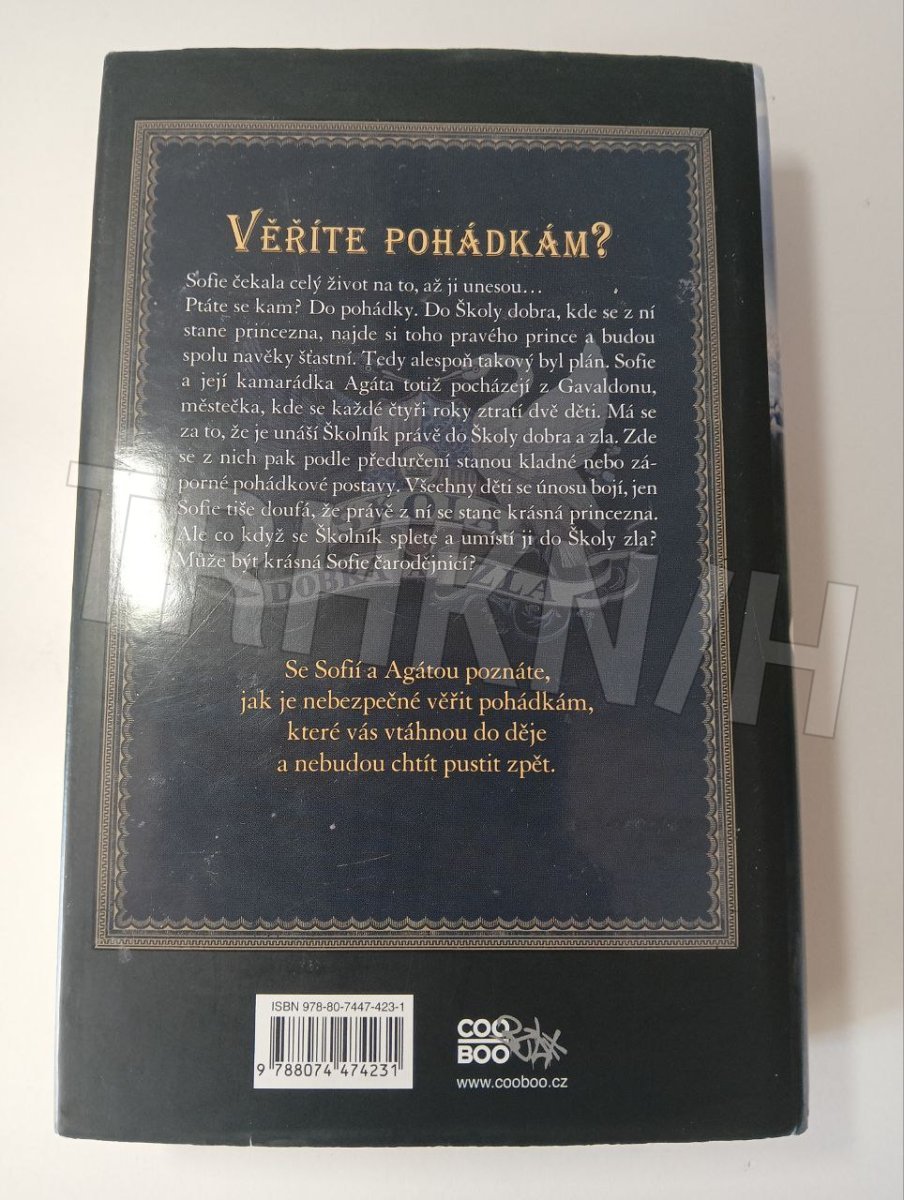 VĚŘÍTE POHÁDKÁM?
Sofie čekala celý život na to, až ji unesou…
Ptáte se kam? Do pohádky. Do Školy dobra, kde se z ní
stane princezna, najde si toho pravého prince a budou
spolu navěky šťastní. Tedy alespoň takový byl plán. Sofie
a její kamarádka Agáta totiž pocházejí z Gavaldonu,
městečka, kde se každé čtyři roky ztratí dvě děti. Má se
za to, že je unáší Školník právě do Školy dobra a zla. Zde
se z nich pak podle předurčení stanou kladné nebo zá-
porné pohádkové postavy. Všechny děti se únosu bojí, jen
Sofie tiše doufá, že právě z ní se stane krásná princezna.
Ale co když se Školník splete a umístí ji do Školy zla?
Může být krásná Sofie čarodějnicí?
DOBRA A ZLA
Se Sofií a Agátou poznáte,
jak je nebezpečné věřit pohádkám,
které vás vtáhnou do děje
a nebudou chtít pustit zpět.
ISBN 978-80-7447-423-1
9 788074 474231
COO
BOO
www.cooboo.cz